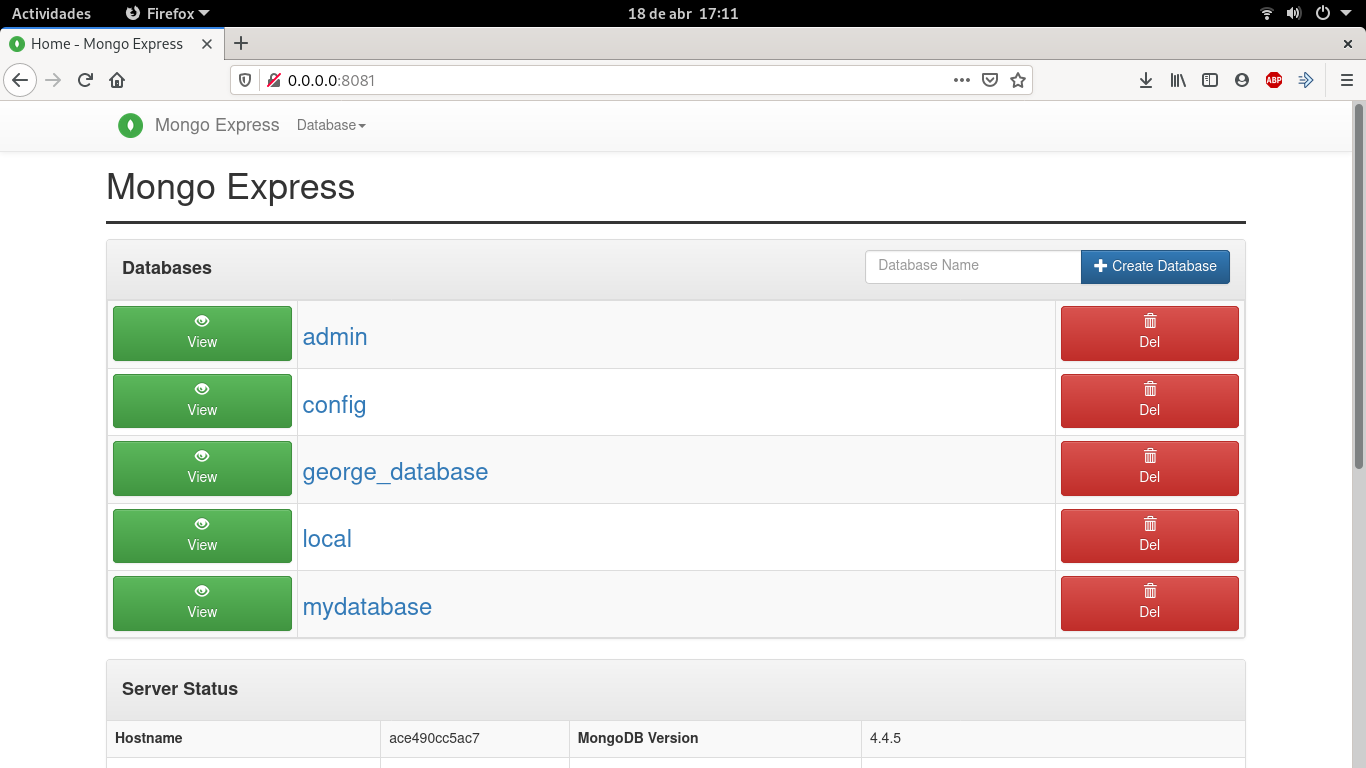 Actividades Firefox 18 de abr 17:11
Home - Mongo Express
0.0.0.0:8081 ABP
Mongo Express Database
Mongo Express
Databases Database Name Create Database
View admin Del
View config Del
View george_database Del
View local Del
View mydatabase Del
Server Status
Hostname ace490cc5ac7 MongoDB Version 4.4.5